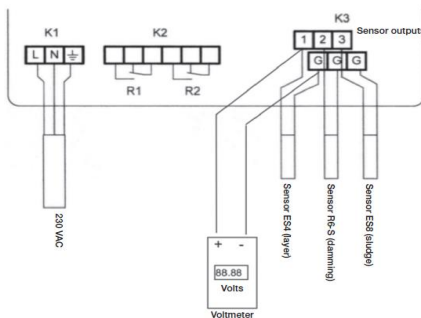 K1
K2
K3
Sensor output
L N
1 2 3
G G G
R1
R2
230 VAC
Sensor ES4 (layer)
Sensor R6-S (damming)
Sensor ES8 (sludge)
+ -
88.88
Volts
Voltmeter